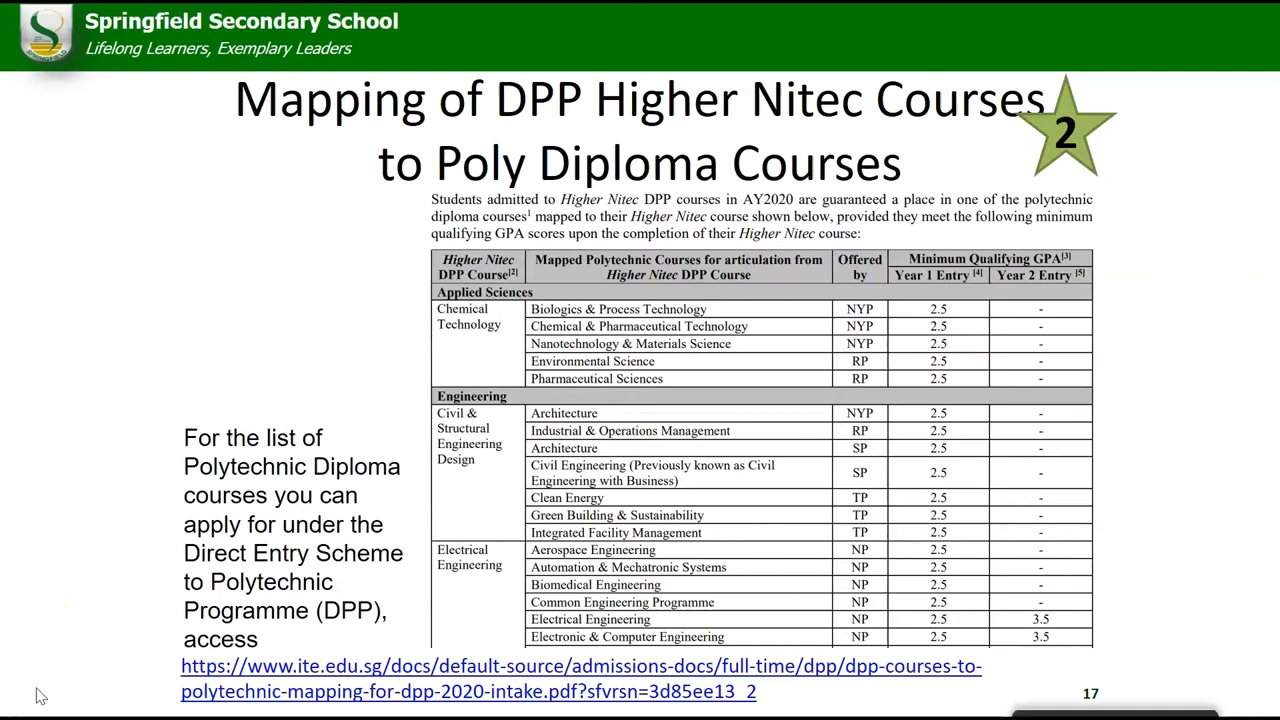 Springfield Secondary School
Lifelong Learners, Exemplary Leaders
SPRINGFIELD
Mapping of DPP Higher Nitec Courses
to Poly Diploma Courses
2
Students admitted to Higher Nitec DPP courses in AY2020 are guaranteed a place in one of the polytechnic
diploma courses1 mapped to their Higher Nitec course shown below, provided they meet the following minimum
qualifying GPA scores upon the completion of their Higher Nitec course:
Higher Nitec DPP Course[2] Mapped Polytechnic Courses for articulation from Higher Nitec DPP Course Offered by Minimum Qualifying GPA[3]
Year 1 Entry [4] Year 2 Entry [5]
Applied Sciences
Chemical Technology Biologics & Process Technology NYP 2.5 -
Chemical & Pharmaceutical Technology NYP 2.5 -
Nanotechnology & Materials Science NYP 2.5 -
Environmental Science RP 2.5 -
Pharmaceutical Sciences RP 2.5 -
Engineering
Civil & Structural Engineering Design Architecture NYP 2.5 -
Industrial & Operations Management RP 2.5 -
Architecture SP 2.5 -
Civil Engineering (Previously known as Civil Engineering with Business) SP 2.5 -
Clean Energy TP 2.5 -
Green Building & Sustainability TP 2.5 -
Integrated Facility Management TP 2.5 -
Electrical Engineering Aerospace Engineering NP 2.5 -
Automation & Mechatronic Systems NP 2.5 -
Biomedical Engineering NP 2.5 -
Common Engineering Programme NP 2.5 -
Electrical Engineering NP 2.5 3.5
Electronic & Computer Engineering NP 2.5 3.5
For the list of
Polytechnic Diploma
courses you can
apply for under the
Direct Entry Scheme
to Polytechnic
Programme (DPP),
access
https://www.ite.edu.sg/docs/default-source/admissions-docs/full-time/dpp/dpp-courses-to-
polytechnic-mapping-for-dpp-2020-intake.pdf?sfvrsn=3d85ee13_2
17